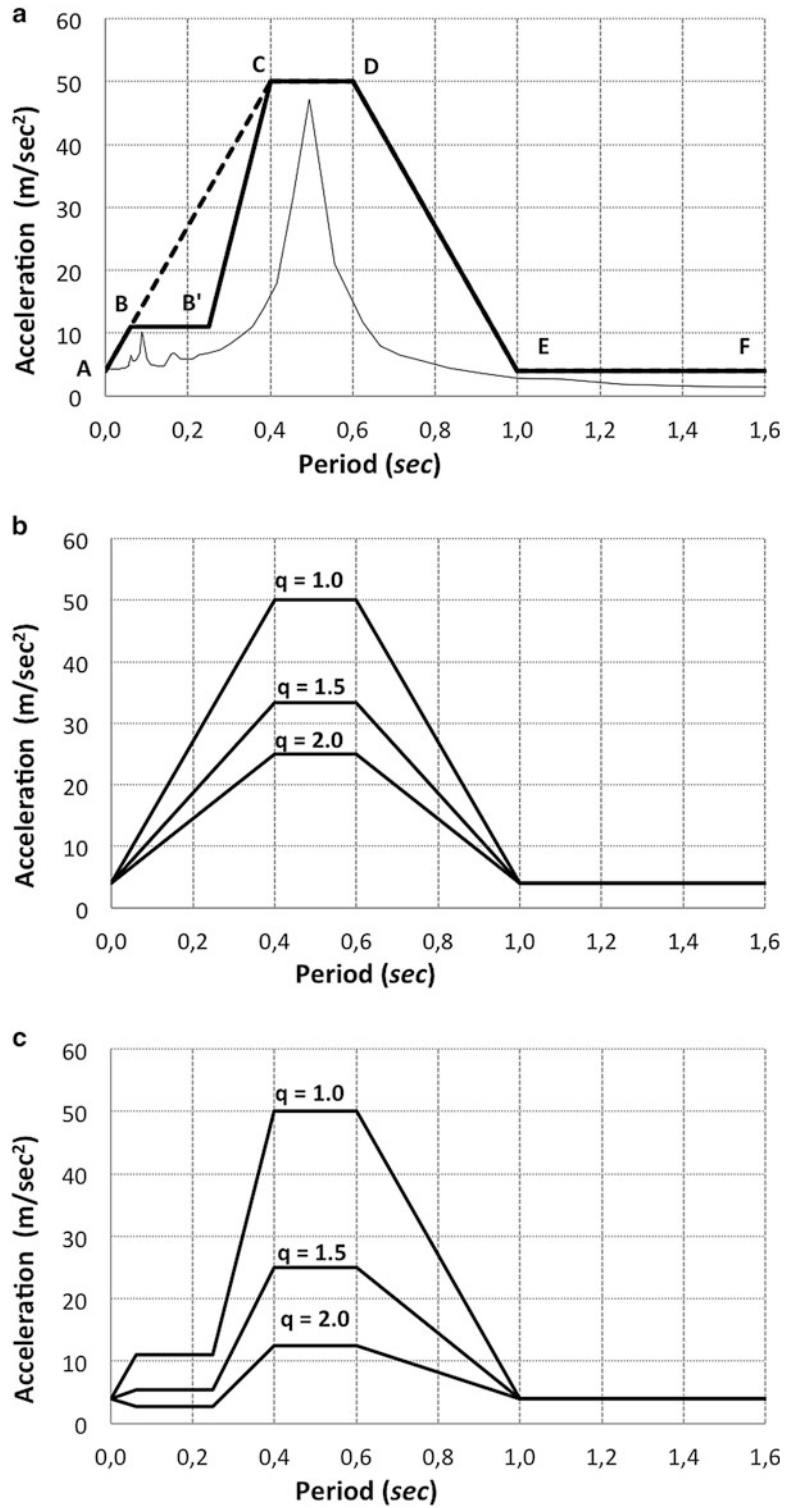 a
60
50
40
30
20
10
0
Acceleration (m/sec²)
A
B
B'
C
D
E
F
0,0 0,2 0,4 0,6 0,8 1,0 1,2 1,4 1,6
Period (sec)
b
60
50
40
30
20
10
0
Acceleration (m/sec²)
q = 1.0
q = 1.5
q = 2.0
0,0 0,2 0,4 0,6 0,8 1,0 1,2 1,4 1,6
Period (sec)
c
60
50
40
30
20
10
0
Acceleration (m/sec²)
q = 1.0
q = 1.5
q = 2.0
0,0 0,2 0,4 0,6 0,8 1,0 1,2 1,4 1,6
Period (sec)